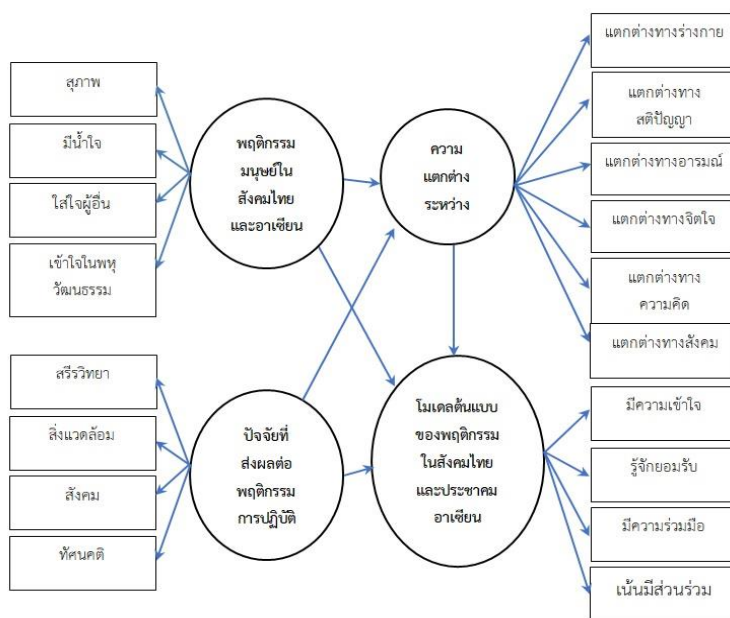 สุภาพ
มีน้ำใจ
ใส่ใจผู้อื่น
เข้าใจในพหุ
วัฒนธรรม
พฤติกรรม
มนุษย์ใน
สังคมไทย
และอาเซียน
ความ
แตกต่าง
ระหว่าง
แตกต่างทางร่างกาย
แตกต่างทาง
สติปัญญา
แตกต่างทางอารมณ์
แตกต่างทางจิตใจ
แตกต่างทาง
ความคิด
แตกต่างทางสังคม
สรีรวิทยา
สิ่งแวดล้อม
สังคม
ทัศนคติ
ปัจจัยที่
ส่งผลต่อ
พฤติกรรม
การปฏิบัติ
โมเดลต้นแบบ
ของพฤติกรรม
ในสังคมไทย
และประชาคม
อาเซียน
มีความเข้าใจ
รู้จักยอมรับ
มีความร่วมมือ
เน้นมีส่วนร่วม